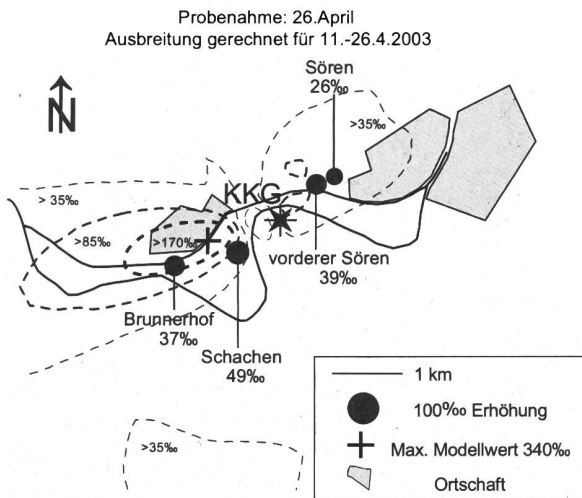 Probenahme: 26.April
Ausbreitung gerechnet für 11.-26.4.2003
Sören
26‰
N
>35‰
KKG
> 35‰
>85‰
>170‰
vorderer Sören
39‰
Brunnerhof
37‰
Schachen
49‰
>35‰
1 km
100‰ Erhöhung
Max. Modellwert 340‰
Ortschaft